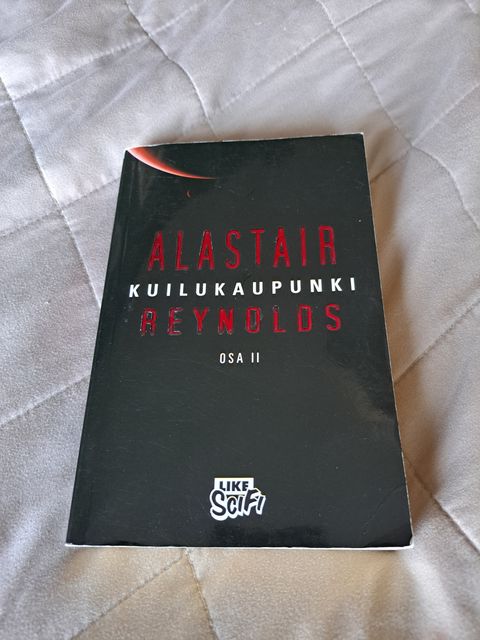 ALASTAIR
KUILUKAUPUNKI
REYNOLDS
OSA II
LIKE
SCIFI